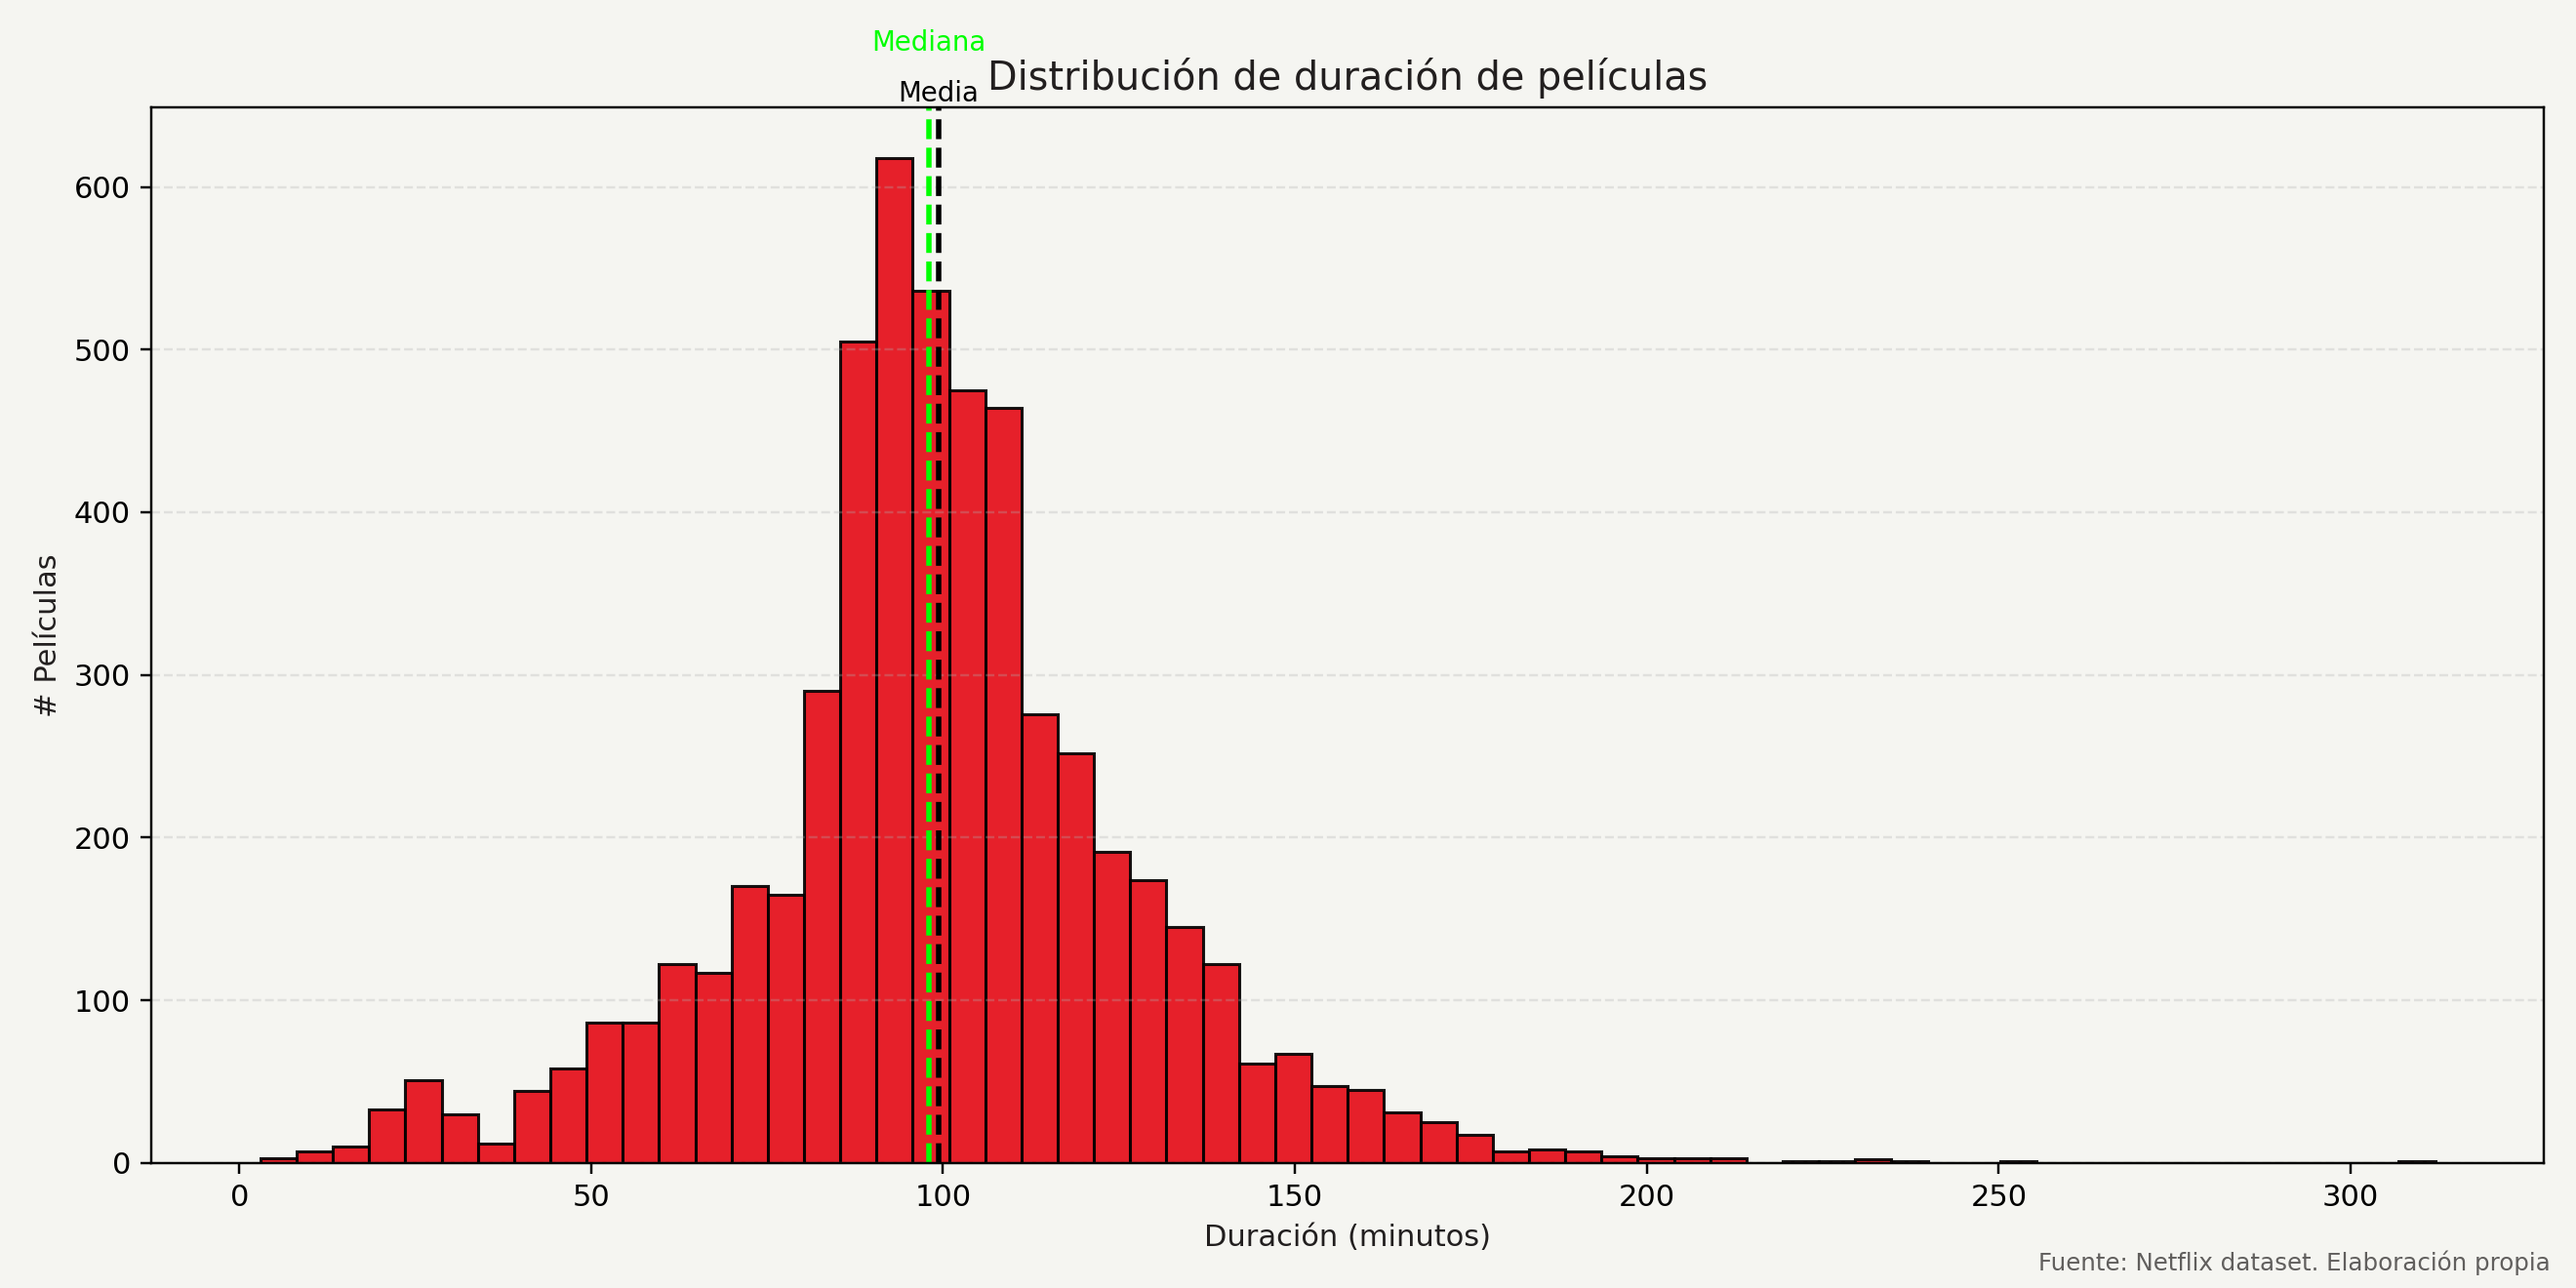 Mediana
Media
Distribución de duración de películas
# Películas
600
500
400
300
200
100
0
0 50 100 150 200 250 300
Duración (minutos)
Fuente: Netflix dataset. Elaboración propia